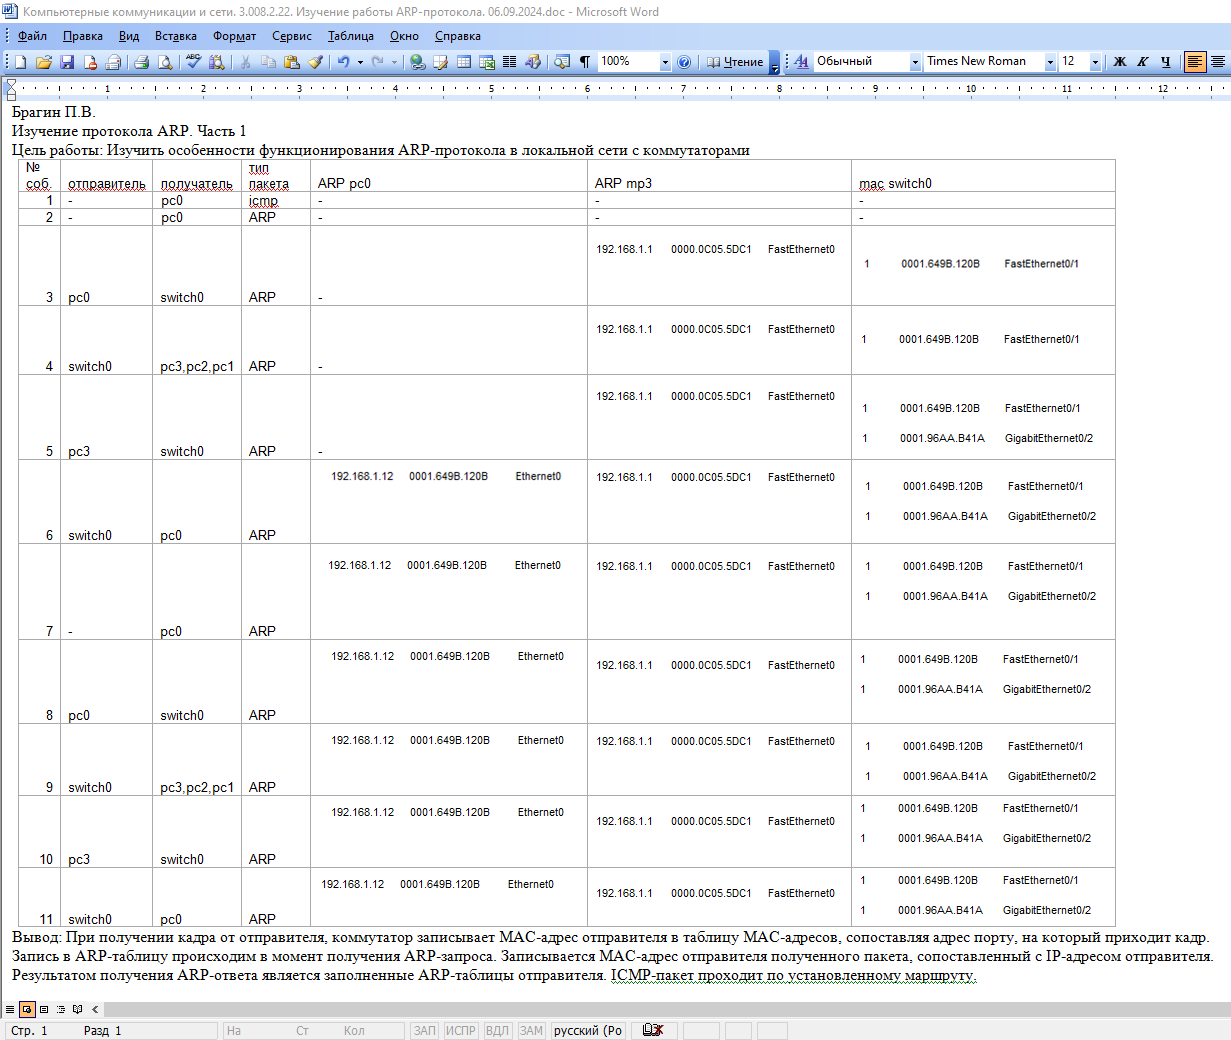 Компьютерные коммуникации и сети. 3.008.2.22. Изучение работы ARP-протокола. 06.09.2024.doc - Microsoft Word
Файл Правка Вид Вставка Формат Сервис Таблица Окно Справка
100% Чтение Обычный Times New Roman 12 Ж К Ч
1 2 3 4 5 6 7 8 9 10 11 12
Брагин П.В.
Изучение протокола ARP. Часть 1
Цель работы: Изучить особенности функционирования ARP-протокола в локальной сети с коммутаторами
№ тип
соб. отправитель получатель пакета ARP pc0 ARP mp3 mac switch0
1 - pc0 icmp - - -
2 - pc0 ARP - - -
192.168.1.1 0000.0C05.5DC1 FastEthernet0
1 0001.649B.120B FastEthernet0/1
3 pc0 switch0 ARP -
192.168.1.1 0000.0C05.5DC1 FastEthernet0
1 0001.649B.120B FastEthernet0/1
4 switch0 pc3,pc2,pc1 ARP -
192.168.1.1 0000.0C05.5DC1 FastEthernet0
1 0001.649B.120B FastEthernet0/1
1 0001.96AA.B41A GigabitEthernet0/2
5 pc3 switch0 ARP -
192.168.1.12 0001.649B.120B Ethernet0 192.168.1.1 0000.0C05.5DC1 FastEthernet0
1 0001.649B.120B FastEthernet0/1
1 0001.96AA.B41A GigabitEthernet0/2
6 switch0 pc0 ARP
192.168.1.12 0001.649B.120B Ethernet0 192.168.1.1 0000.0C05.5DC1 FastEthernet0 1 0001.649B.120B FastEthernet0/1
1 0001.96AA.B41A GigabitEthernet0/2
7 - pc0 ARP
192.168.1.12 0001.649B.120B Ethernet0 192.168.1.1 0000.0C05.5DC1 FastEthernet0 1 0001.649B.120B FastEthernet0/1
1 0001.96AA.B41A GigabitEthernet0/2
8 pc0 switch0 ARP
192.168.1.12 0001.649B.120B Ethernet0 192.168.1.1 0000.0C05.5DC1 FastEthernet0 1 0001.649B.120B FastEthernet0/1
1 0001.96AA.B41A GigabitEthernet0/2
9 switch0 pc3,pc2,pc1 ARP
192.168.1.12 0001.649B.120B Ethernet0 192.168.1.1 0000.0C05.5DC1 FastEthernet0 1 0001.649B.120B FastEthernet0/1
1 0001.96AA.B41A GigabitEthernet0/2
10 pc3 switch0 ARP
192.168.1.12 0001.649B.120B Ethernet0 192.168.1.1 0000.0C05.5DC1 FastEthernet0 1 0001.649B.120B FastEthernet0/1
1 0001.96AA.B41A GigabitEthernet0/2
11 switch0 pc0 ARP
Вывод: При получении кадра от отправителя, коммутатор записывает MAC-адрес отправителя в таблицу MAC-адресов, сопоставляя адрес порту, на который приходит кадр.
Запись в ARP-таблицу происходим в момент получения ARP-запроса. Записывается MAC-адрес отправителя полученного пакета, сопоставленный с IP-адресом отправителя.
Результатом получения ARP-ответа является заполненные ARP-таблицы отправителя. ICMP-пакет проходит по установленному маршруту.
Стр. 1 Разд 1 На Ст Кол ЗАП ИСПР ВДЛ ЗАМ русский (Ро